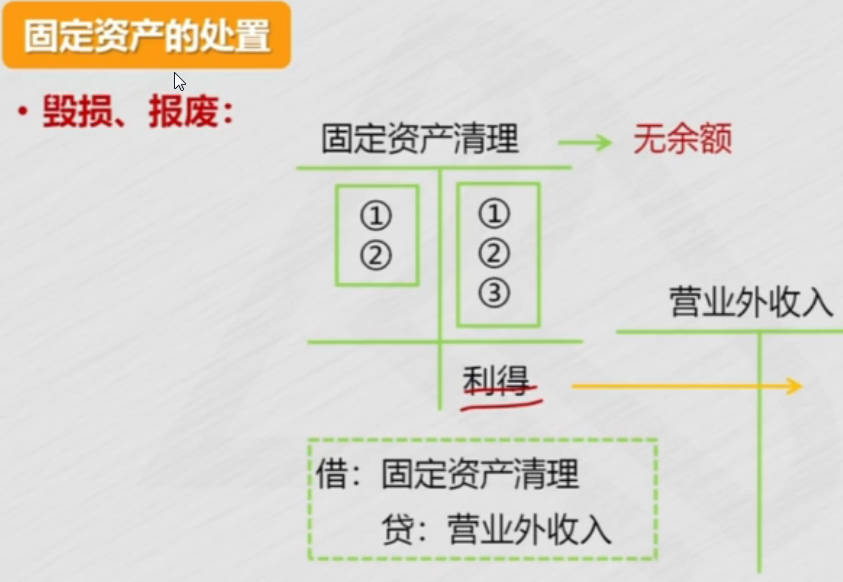 固定资产的处置
• 毁损、报废：
固定资产清理
无余额
① ①
② ②
③
营业外收入
利得
借：固定资产清理
贷：营业外收入